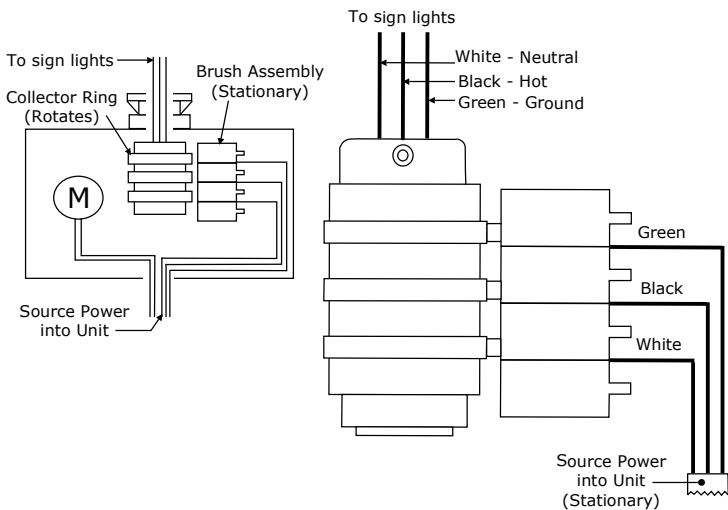 To sign lights
Collector Ring
(Rotates)
Brush Assembly
(Stationary)
M
Source Power
into Unit
To sign lights
White - Neutral
Black - Hot
Green - Ground
Green
Black
White
Source Power
into Unit
(Stationary)